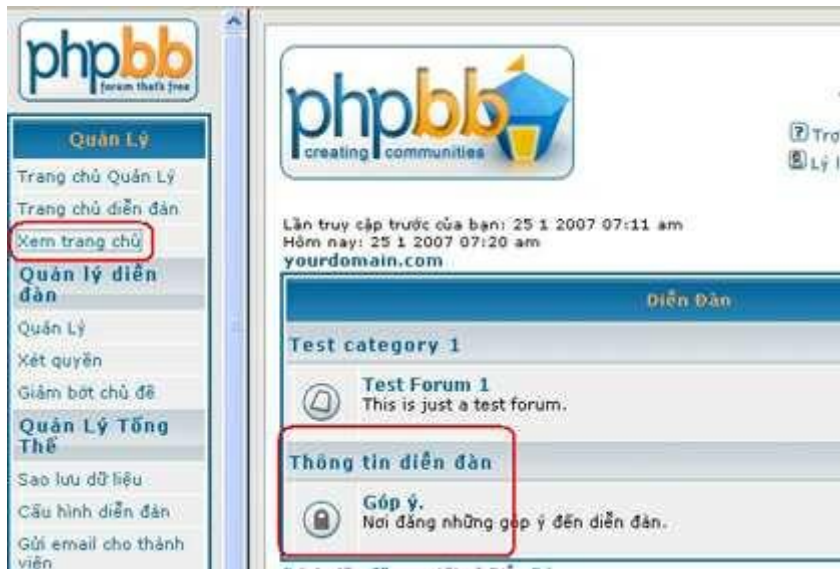 phpbb
forum that's free
Quản Lý
Trang chủ Quản Lý
Trang chủ diễn đàn
Xem trang chủ
Quản lý diễn
đàn
Quản Lý
Xét quyền
Giảm bớt chủ đề
Quản Lý Tổng
Thể
Sao lưu dữ liệu
Cấu hình diễn đàn
Gửi email cho thành
viên
phpbb
creating communities
Lần truy cập trước của bạn: 25 1 2007 07:11 am
Hôm nay: 25 1 2007 07:20 am
yourdomain.com
Diễn Đàn
Test category 1
Test Forum 1
This is just a test forum.
Thông tin diễn đàn
Góp ý.
Nơi đăng những góp ý đến diễn đàn.